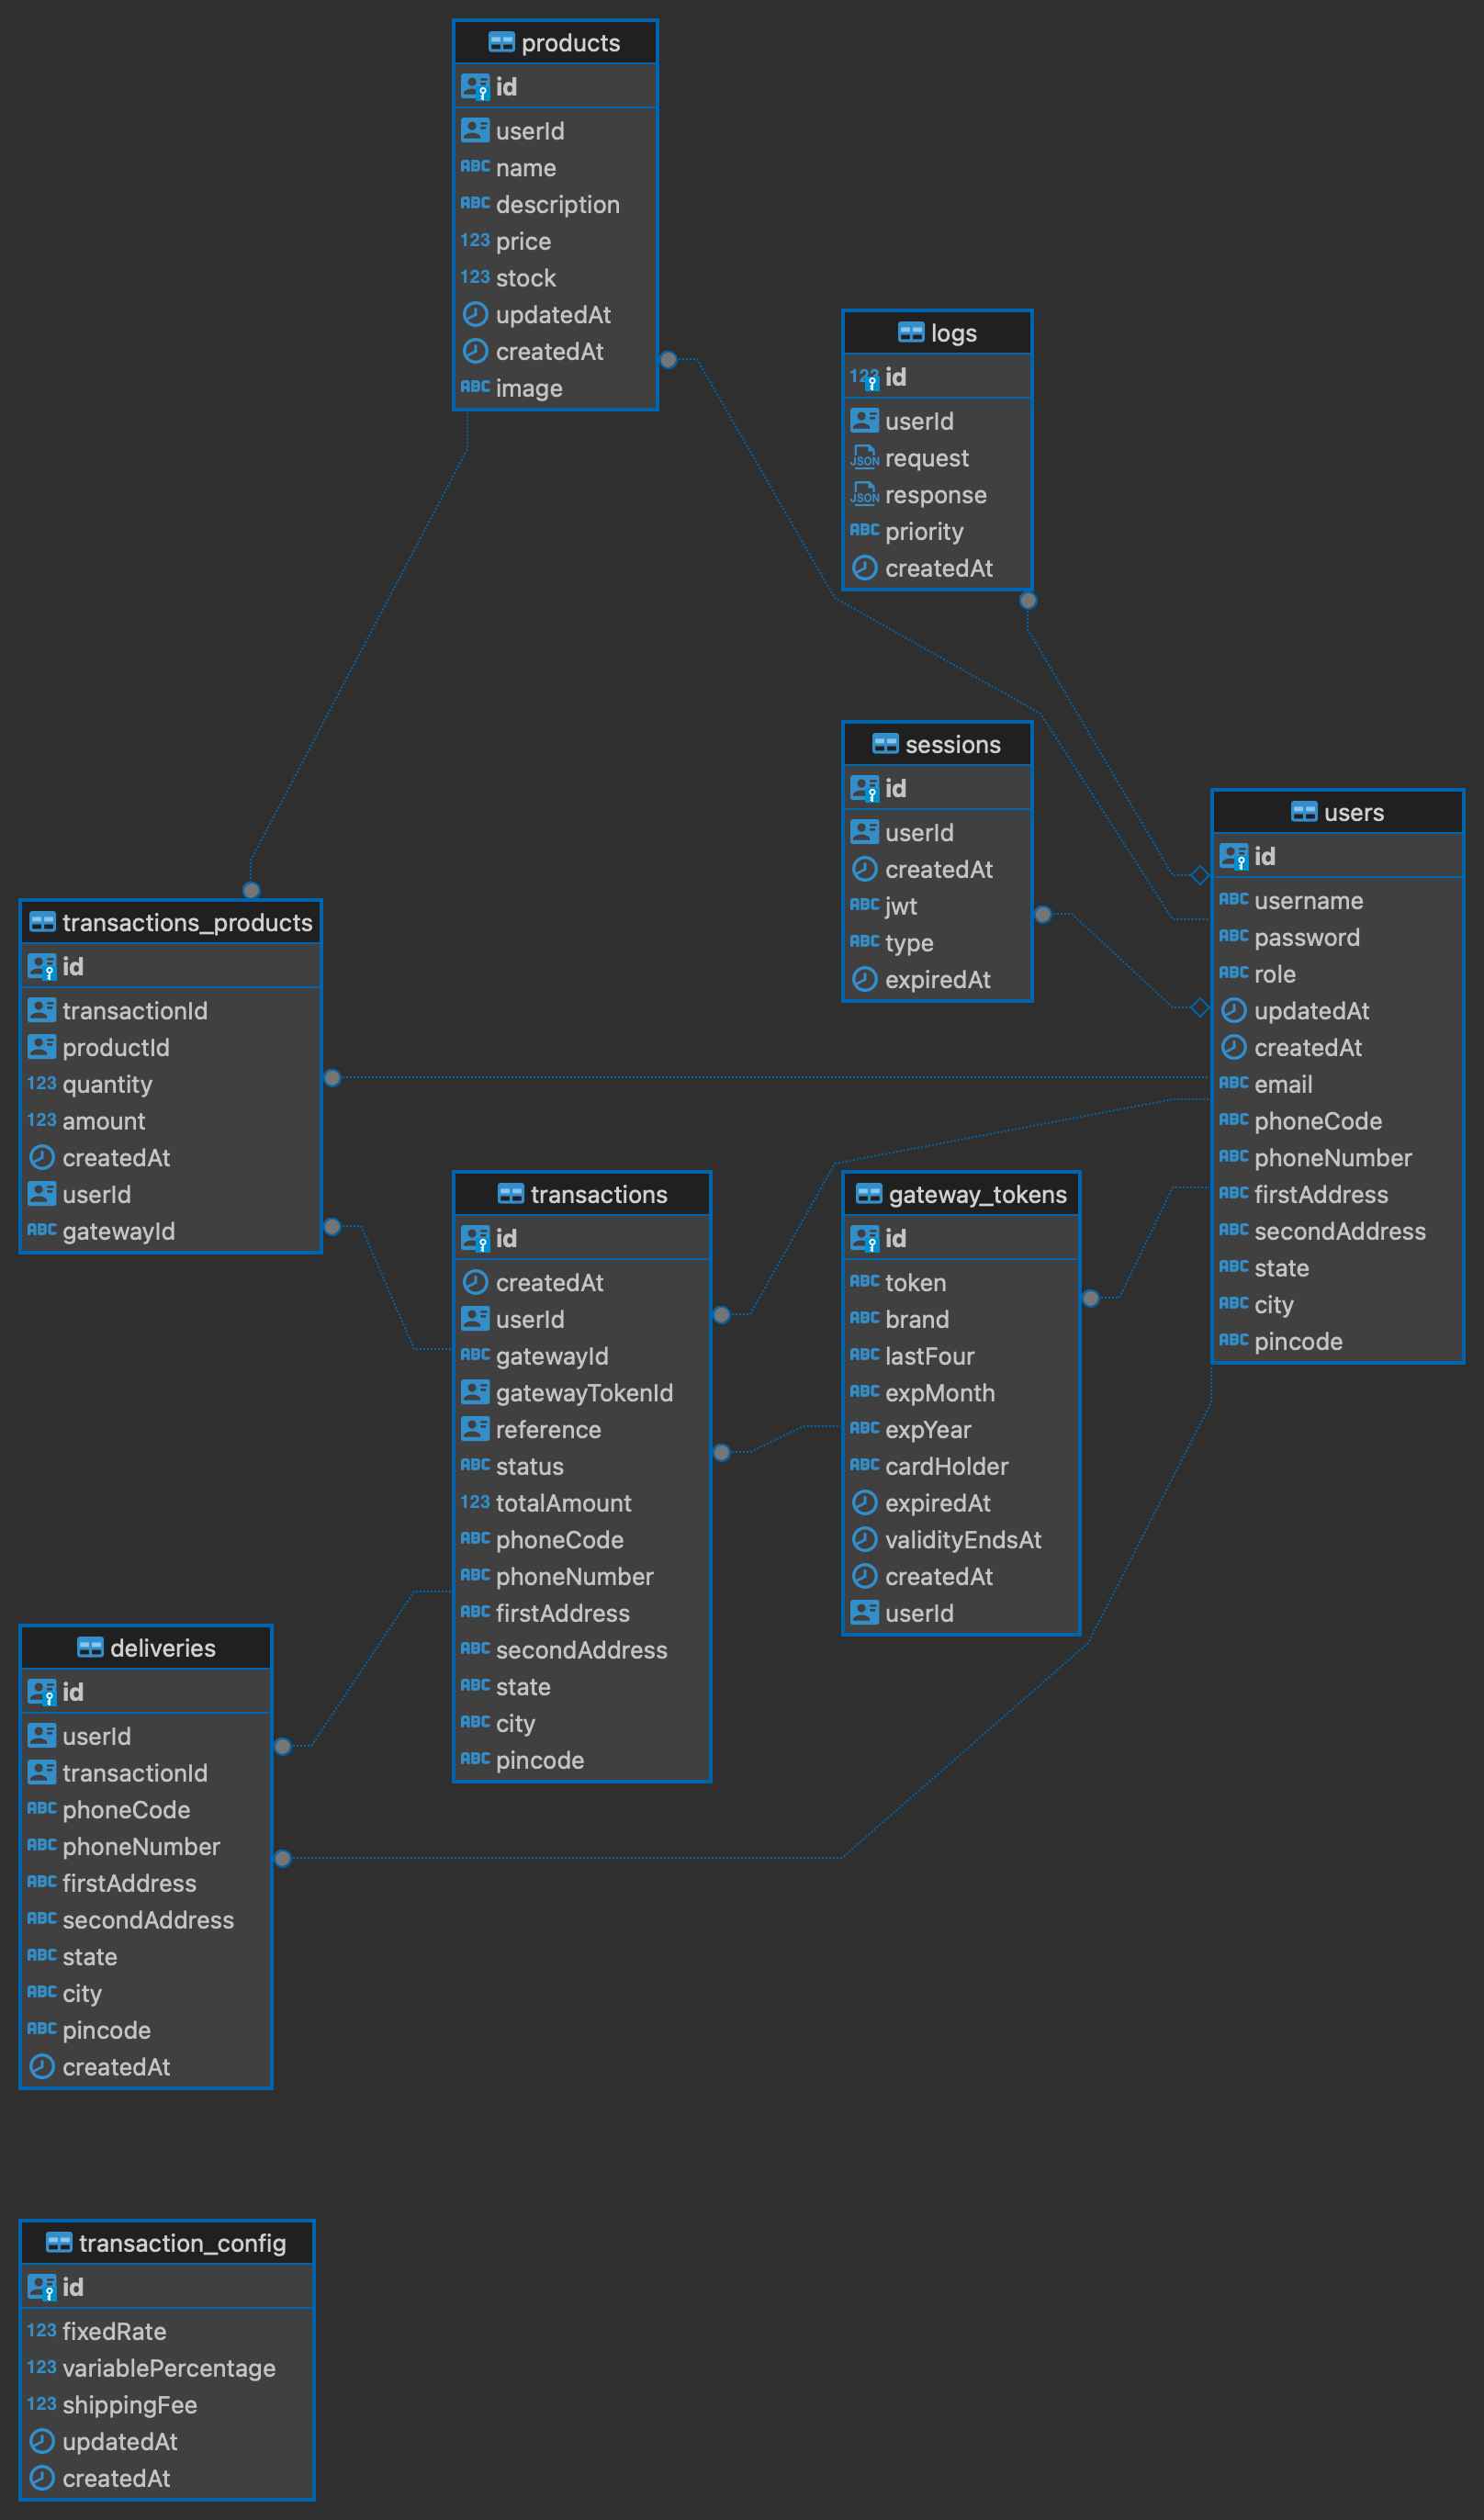 products
id
userId
ABC name
ABC description
123 price
123 stock
updatedAt
createdAt
ABC image
logs
123 id
userId
JSON request
JSON response
ABC priority
createdAt
sessions
id
userId
createdAt
ABC jwt
ABC type
expiredAt
users
id
ABC username
ABC password
ABC role
updatedAt
createdAt
ABC email
ABC phoneCode
ABC phoneNumber
ABC firstAddress
ABC secondAddress
ABC state
ABC city
ABC pincode
transactions_products
id
transactionId
productId
123 quantity
123 amount
createdAt
userId
ABC gatewayId
transactions
id
createdAt
userId
ABC gatewayId
gatewayTokenId
reference
ABC status
123 totalAmount
ABC phoneCode
ABC phoneNumber
ABC firstAddress
ABC secondAddress
ABC state
ABC city
ABC pincode
gateway_tokens
id
ABC token
ABC brand
ABC lastFour
ABC expMonth
ABC expYear
ABC cardHolder
expiredAt
validityEndsAt
createdAt
userId
deliveries
id
userId
transactionId
ABC phoneCode
ABC phoneNumber
ABC firstAddress
ABC secondAddress
ABC state
ABC city
ABC pincode
createdAt
transaction_config
id
123 fixedRate
123 variablePercentage
123 shippingFee
updatedAt
createdAt